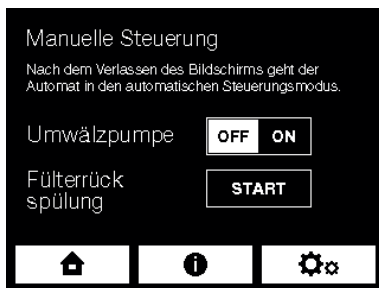 Manuelle Steuerung
Nach dem Verlassen des Bildschirms geht der
Automat in den automatischen Steuerungsmodus.
Umwälzpumpe OFF ON
Fülterrück
spülung START